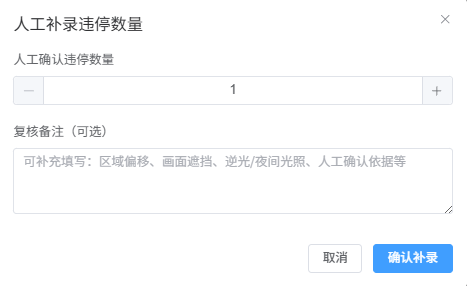 人工补录违停数量
人工确认违停数量
1
复核备注（可选）
可补充填写：区域偏移、画面遮挡、逆光/夜间光照、人工确认依据等
取消
确认补录